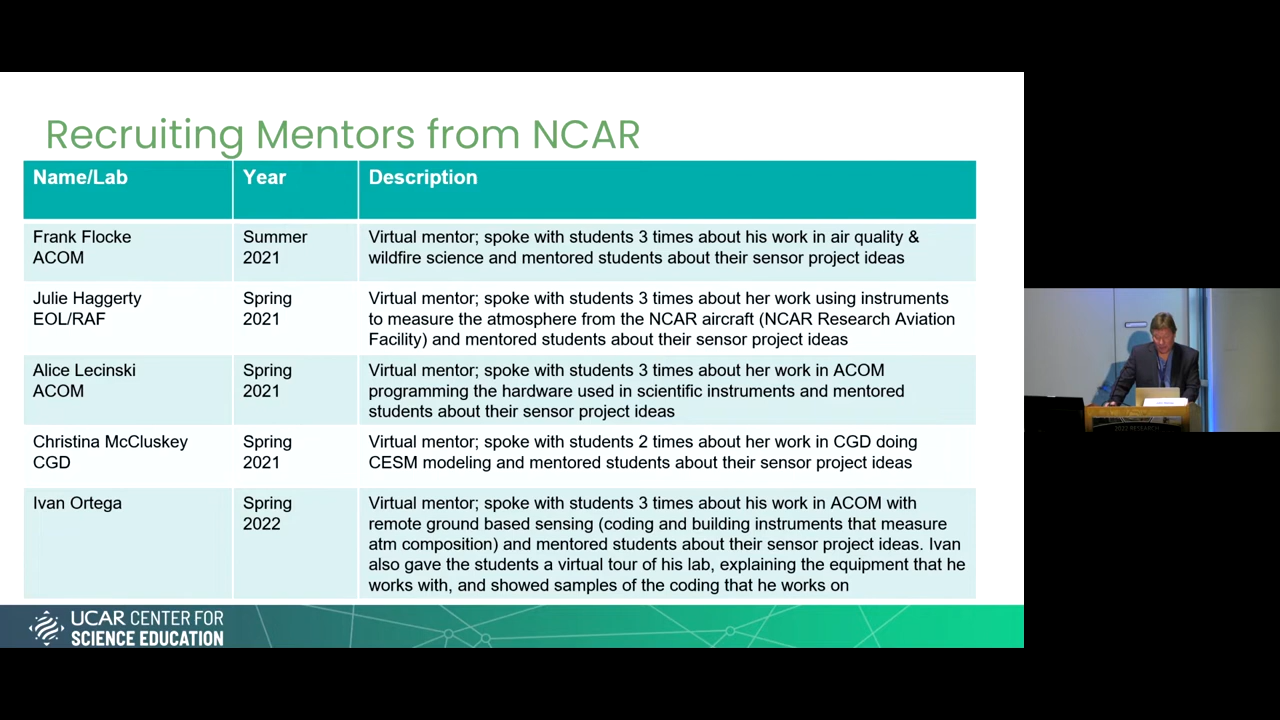 Recruiting Mentors from NCAR
Name/Lab
Year
Description
Frank Flocke
ACOM
Summer
2021
Virtual mentor; spoke with students 3 times about his work in air quality &
wildfire science and mentored students about their sensor project ideas
Julie Haggerty
EOL/RAF
Spring
2021
Virtual mentor; spoke with students 3 times about her work using instruments
to measure the atmosphere from the NCAR aircraft (NCAR Research Aviation
Facility) and mentored students about their sensor project ideas
Alice Lecinski
ACOM
Spring
2021
Virtual mentor; spoke with students 3 times about her work in ACOM
programming the hardware used in scientific instruments and mentored
students about their sensor project ideas
Christina McCluskey
CGD
Spring
2021
Virtual mentor; spoke with students 2 times about her work in CGD doing
CESM modeling and mentored students about their sensor project ideas
Ivan Ortega
Spring
2022
Virtual mentor; spoke with students 3 times about his work in ACOM with
remote ground based sensing (coding and building instruments that measure
atm composition) and mentored students about their sensor project ideas. Ivan
also gave the students a virtual tour of his lab, explaining the equipment that he
works with, and showed samples of the coding that he works on
UCAR CENTER FOR
SCIENCE EDUCATION
2022 RESEARCH